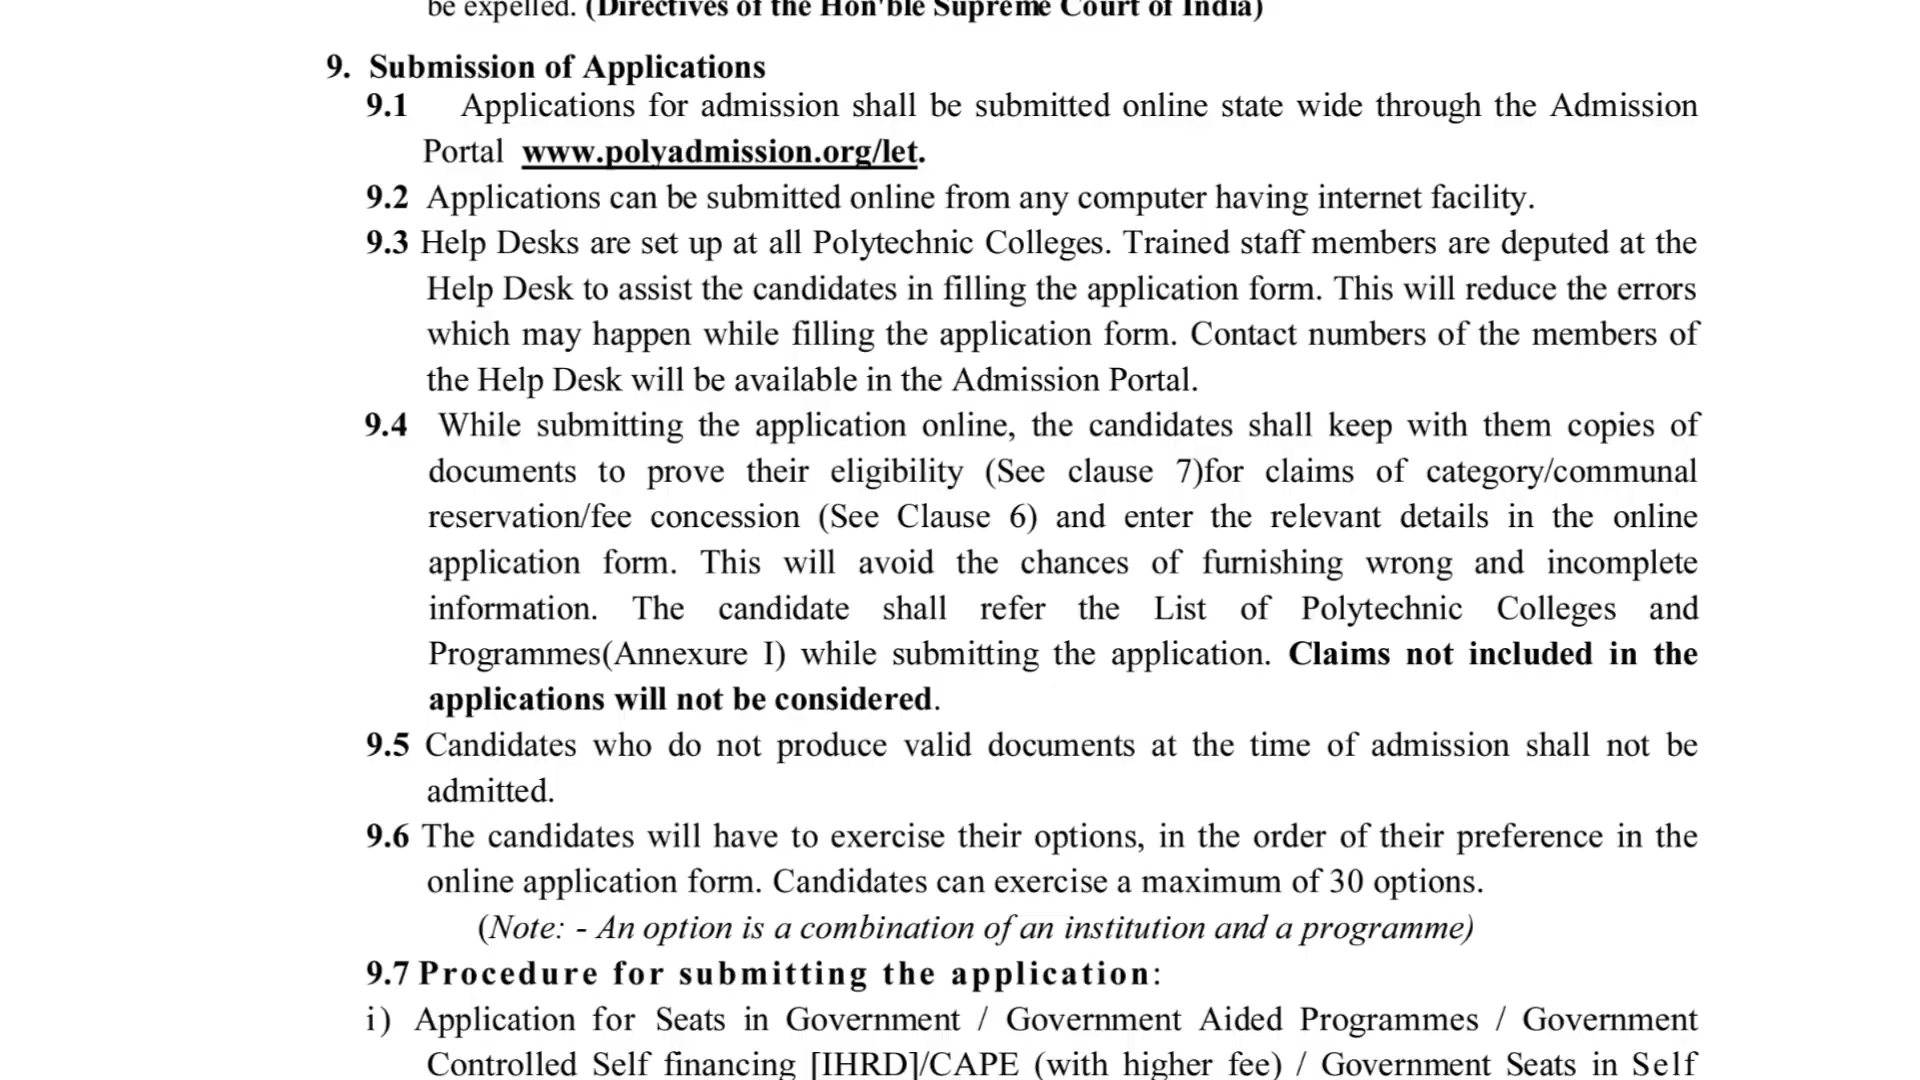 be expelled. (Directives of the Hon'ble Supreme Court of India)
9. Submission of Applications
9.1 Applications for admission shall be submitted online state wide through the Admission
Portal www.polyadmission.org/let.
9.2 Applications can be submitted online from any computer having internet facility.
9.3 Help Desks are set up at all Polytechnic Colleges. Trained staff members are deputed at the
Help Desk to assist the candidates in filling the application form. This will reduce the errors
which may happen while filling the application form. Contact numbers of the members of
the Help Desk will be available in the Admission Portal.
9.4 While submitting the application online, the candidates shall keep with them copies of
documents to prove their eligibility (See clause 7)for claims of category/communal
reservation/fee concession (See Clause 6) and enter the relevant details in the online
application form. This will avoid the chances of furnishing wrong and incomplete
information. The candidate shall refer the List of Polytechnic Colleges and
Programmes(Annexure I) while submitting the application. Claims not included in the
applications will not be considered.
9.5 Candidates who do not produce valid documents at the time of admission shall not be
admitted.
9.6 The candidates will have to exercise their options, in the order of their preference in the
online application form. Candidates can exercise a maximum of 30 options.
(Note: - An option is a combination of an institution and a programme)
9.7 Procedure for submitting the application:
i) Application for Seats in Government / Government Aided Programmes / Government
Controlled Self financing [IHRD]/CAPE (with higher fee) / Government Seats in Self